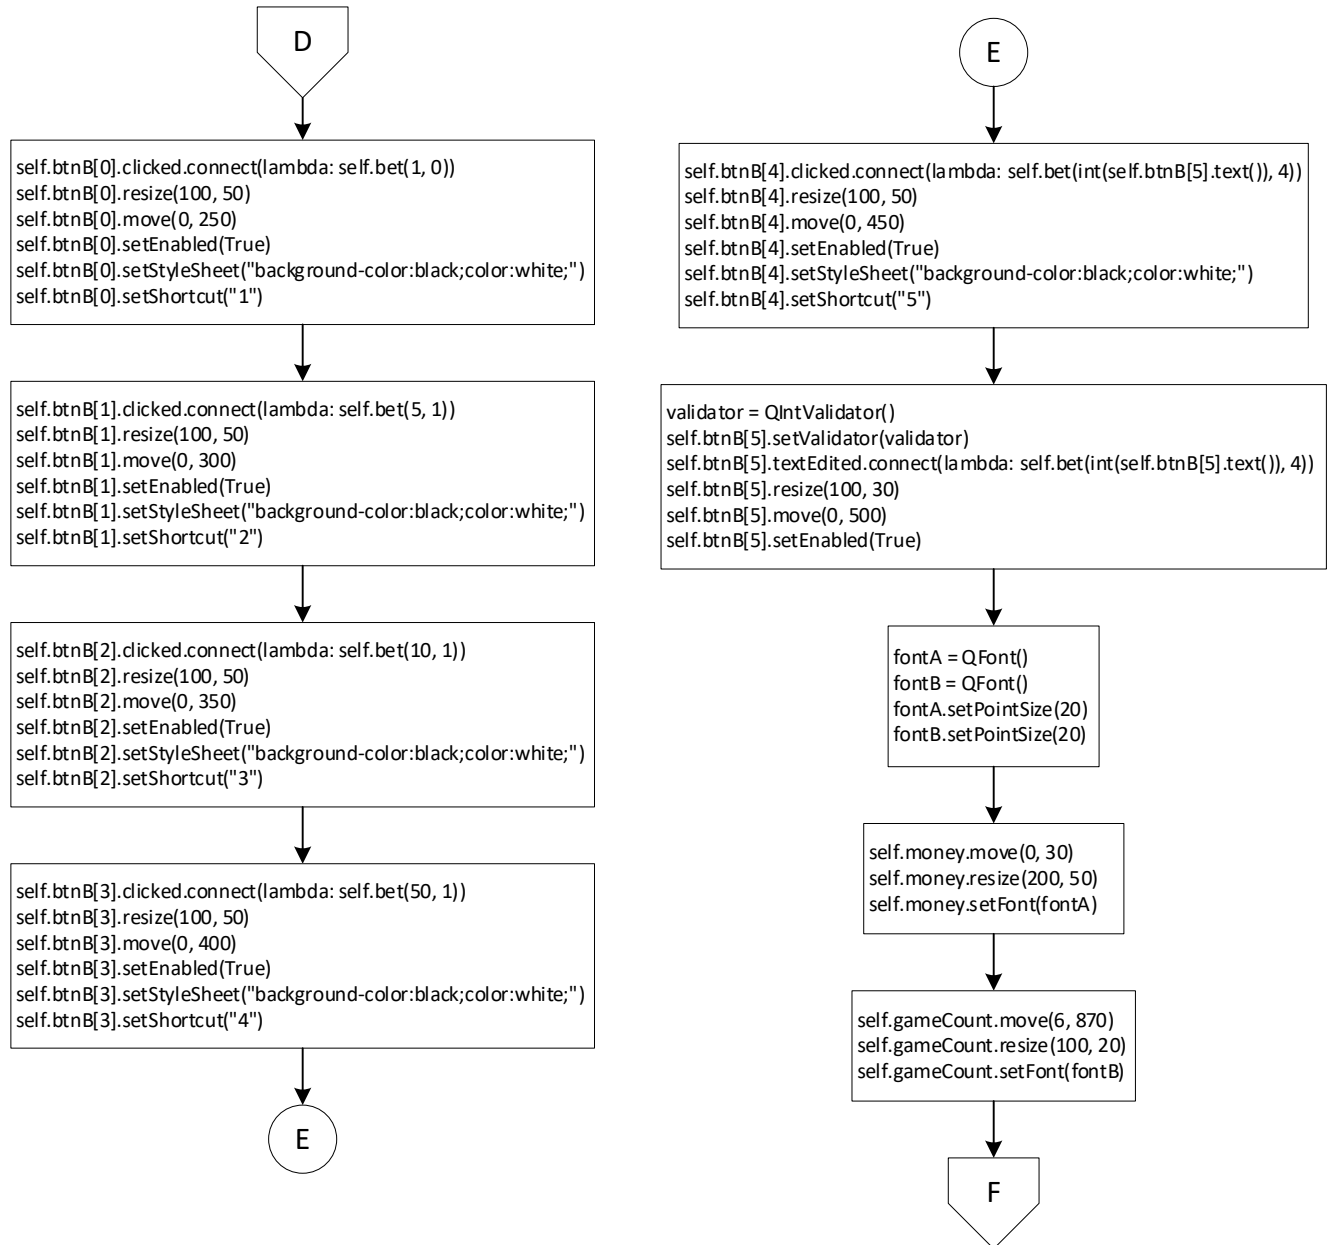 D
self.btnB[0].clicked.connect(lambda: self.bet(1, 0))
self.btnB[0].resize(100, 50)
self.btnB[0].move(0, 250)
self.btnB[0].setEnabled(True)
self.btnB[0].setStyleSheet("background-color:black;color:white;")
self.btnB[0].setShortcut("1")
self.btnB[1].clicked.connect(lambda: self.bet(5, 1))
self.btnB[1].resize(100, 50)
self.btnB[1].move(0, 300)
self.btnB[1].setEnabled(True)
self.btnB[1].setStyleSheet("background-color:black;color:white;")
self.btnB[1].setShortcut("2")
self.btnB[2].clicked.connect(lambda: self.bet(10, 1))
self.btnB[2].resize(100, 50)
self.btnB[2].move(0, 350)
self.btnB[2].setEnabled(True)
self.btnB[2].setStyleSheet("background-color:black;color:white;")
self.btnB[2].setShortcut("3")
self.btnB[3].clicked.connect(lambda: self.bet(50, 1))
self.btnB[3].resize(100, 50)
self.btnB[3].move(0, 400)
self.btnB[3].setEnabled(True)
self.btnB[3].setStyleSheet("background-color:black;color:white;")
self.btnB[3].setShortcut("4")
E
E
self.btnB[4].clicked.connect(lambda: self.bet(int(self.btnB[5].text()), 4))
self.btnB[4].resize(100, 50)
self.btnB[4].move(0, 450)
self.btnB[4].setEnabled(True)
self.btnB[4].setStyleSheet("background-color:black;color:white;")
self.btnB[4].setShortcut("5")
validator = QIntValidator()
self.btnB[5].setValidator(validator)
self.btnB[5].textEdited.connect(lambda: self.bet(int(self.btnB[5].text()), 4))
self.btnB[5].resize(100, 30)
self.btnB[5].move(0, 500)
self.btnB[5].setEnabled(True)
fontA = QFont()
fontB = QFont()
fontA.setPointSize(20)
fontB.setPointSize(20)
self.money.move(0, 30)
self.money.resize(200, 50)
self.money.setFont(fontA)
self.gameCount.move(6, 870)
self.gameCount.resize(100, 20)
self.gameCount.setFont(fontB)
F